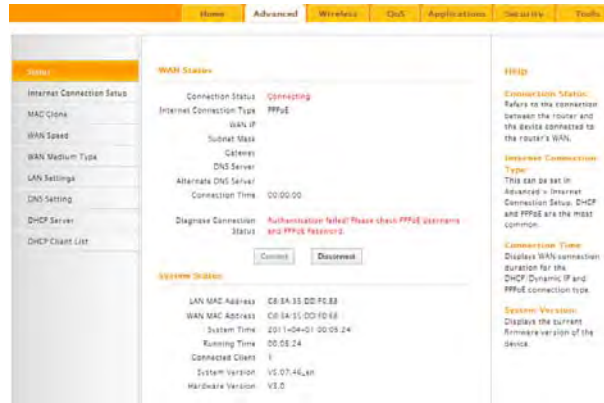 Home Advanced Wireless QoS Applications Security Tools
Status
Internet Connection Setup
MAC Clone
WAN Speed
WAN Medium Type
LAN Settings
DNS Setting
DHCP Server
DHCP Client List
WAN Status
Connection Status Connecting
Internet Connection Type PPPoE
WAN IP
Subnet Mask
Gateway
DNS Server
Alternate DNS Server
Connection Time 00:00:00
Diagnose Connection Status
Authentication failed! Please check PPPoE Username
and PPPoE Password.
Connect Disconnect
System Status
LAN MAC Address
WAN MAC Address
System Time 2011-04-01 00:05:24
Running Time 00:05:24
Connected Client 1
System Version V5.07.46_en
Hardware Version V3.0
Help
Connection Status:
Refers to the connection
between the router and
the device connected to
the router's WAN.
Internet Connection
Type:
This can be set in
Advanced > Internet
Connection Setup. DHCP
and PPPoE are the most
common.
Connection Time
Displays WAN connection
duration for the
DHCP/Dynamic IP and
PPPoE connection type.
System Version:
Displays the current
firmware version of the
device.